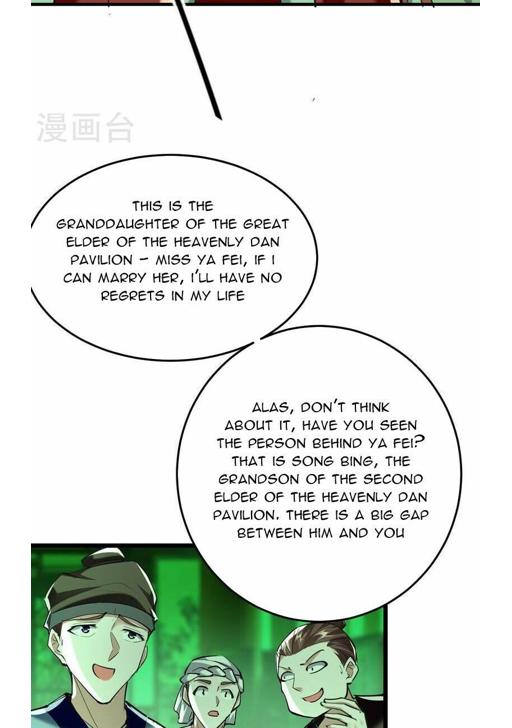 漫画台
THIS IS THE
GRANDDAUGHTER OF THE GREAT
ELDER OF THE HEAVENLY DAN
PAVILION - MISS YA FEI, IF I
CAN MARRY HER, I'LL HAVE NO
REGRETS IN MY LIFE
ALAS, DON'T THINK
ABOUT IT, HAVE YOU SEEN
THE PERSON BEHIND YA FEI?
THAT IS SONG BING, THE
GRANDSON OF THE SECOND
ELDER OF THE HEAVENLY DAN
PAVILION. THERE IS A BIG GAP
BETWEEN HIM AND YOU